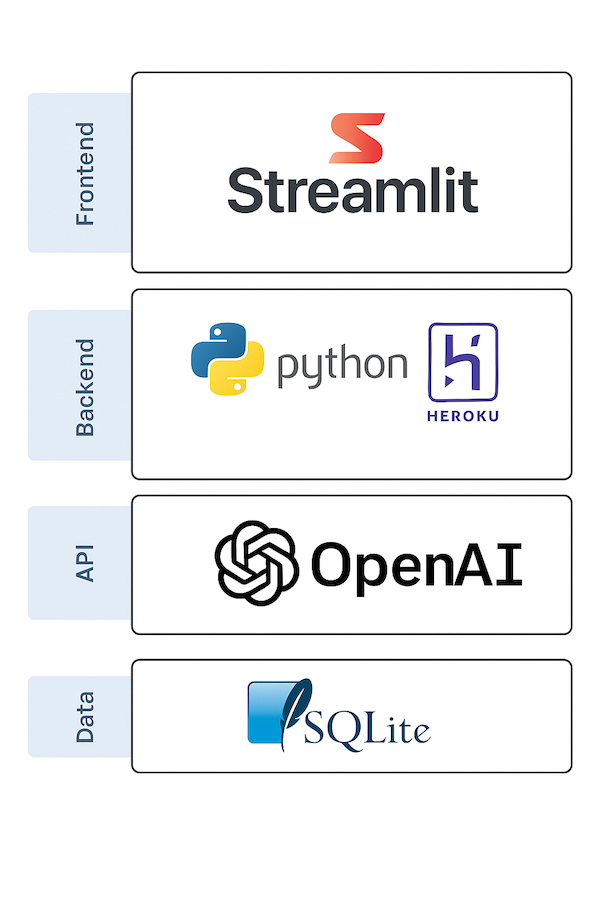 Frontend
Streamlit
Backend
python
HEROKU
API
OpenAI
Data
SQLite